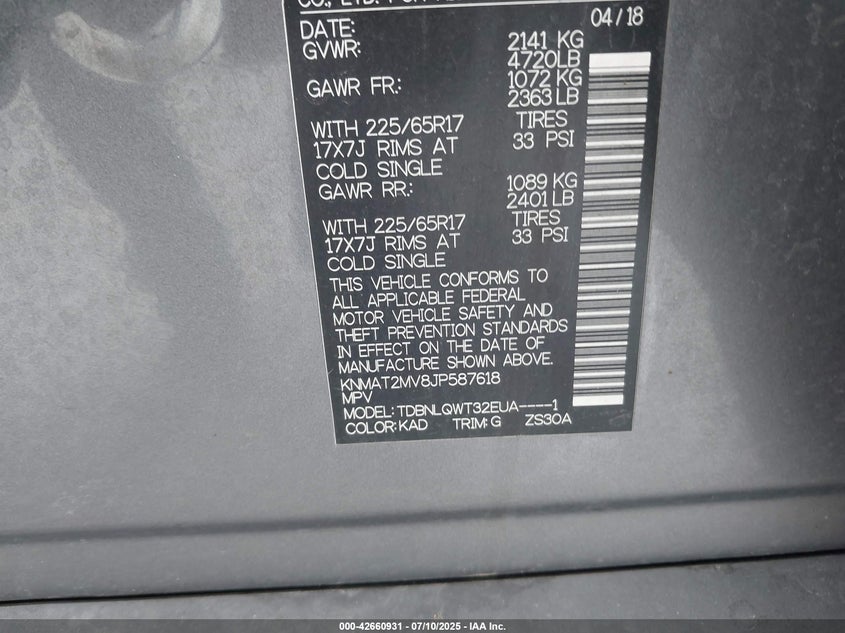 CO., LTD.
DATE: 04/18
GVWR: 2141 KG
4720LB
GAWR FR.: 1072 KG
2363 LB
WITH 225/65R17 TIRES
17X7J RIMS AT 33 PSI
COLD SINGLE
GAWR RR.: 1089 KG
2401 LB
WITH 225/65R17 TIRES
17X7J RIMS AT 33 PSI
COLD SINGLE
THIS VEHICLE CONFORMS TO
ALL APPLICABLE FEDERAL
MOTOR VEHICLE SAFETY AND
THEFT PREVENTION STANDARDS
IN EFFECT ON THE DATE OF
MANUFACTURE SHOWN ABOVE.
KNMAT2MV8JP587618
MPV
MODEL: TDBNLQWT32EUA----1
COLOR: KAD TRIM: G ZS30A
000-42660931 - 07/10/2025 - IAA Inc.